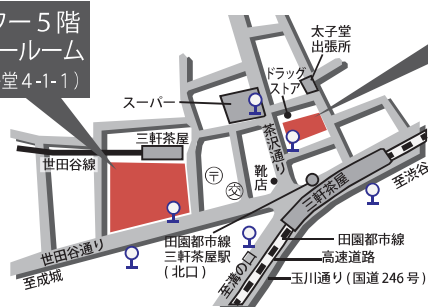 ワー5階
ールーム
堂4-1-1)
太子堂
出張所
ドラッグ
ストア
スーパー
三軒茶屋
世田谷線
茶沢通り
〒
交
靴店
三軒茶屋
至渋谷
世田谷通り
至成城
田園都市線
三軒茶屋駅
(北口)
至溝の口
田園都市線
高速道路
玉川通り(国道246号)